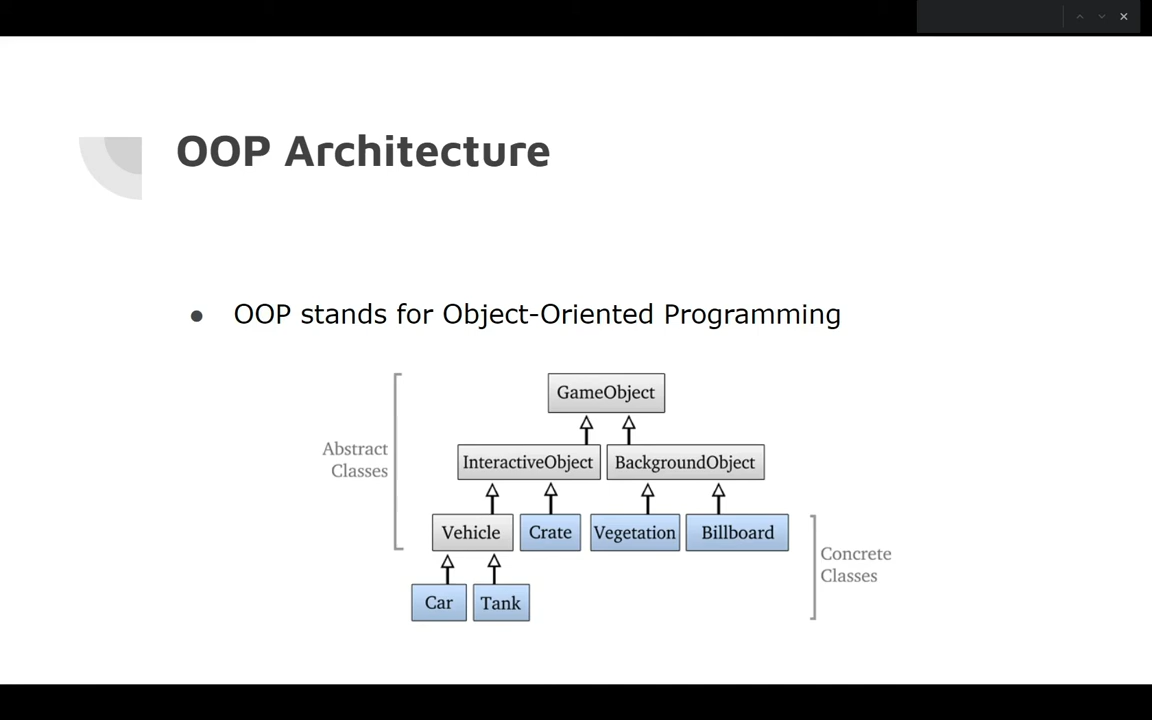 OOP Architecture
● OOP stands for Object-Oriented Programming
GameObject
Abstract
Classes
InteractiveObject
BackgroundObject
Vehicle
Crate
Vegetation
Billboard
Concrete
Classes
Car
Tank